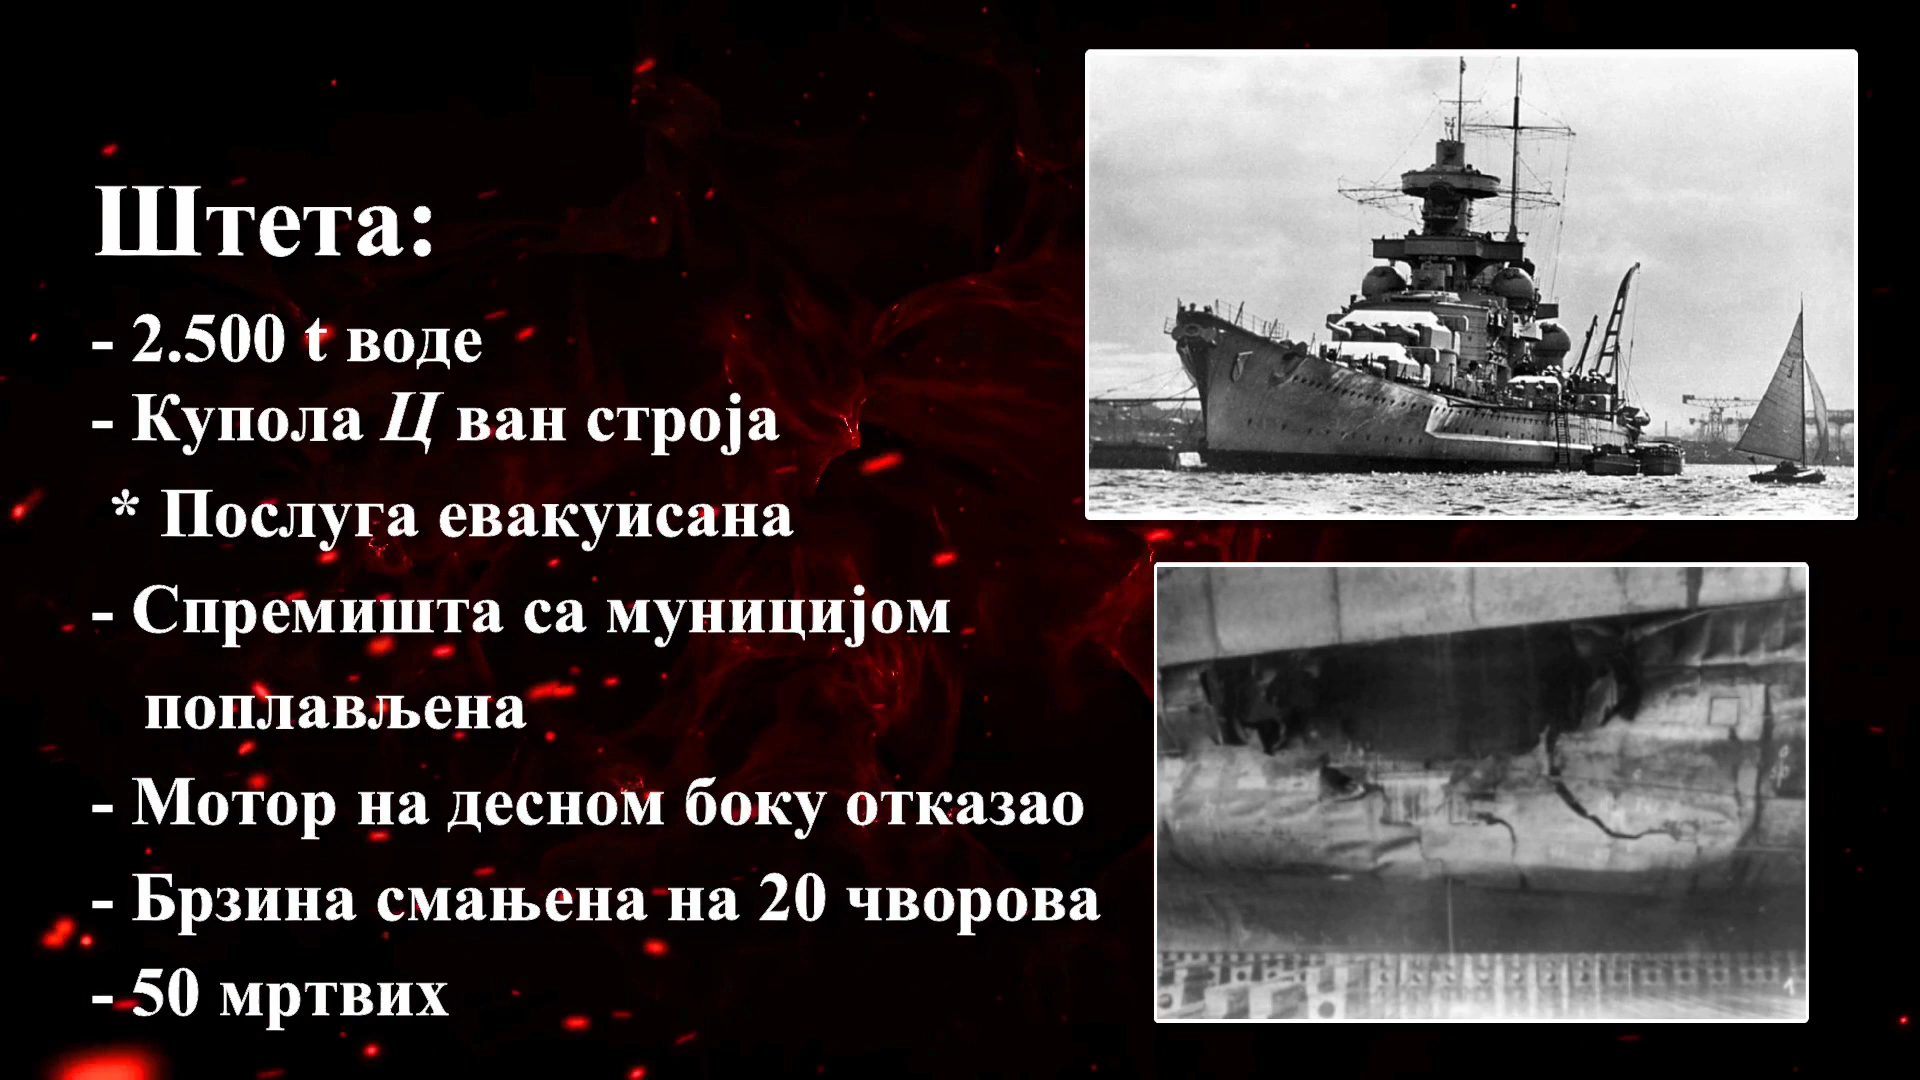 Штета:
- 2.500 t воде
- Купола Ц ван строја
* Послуга евакуисана
- Спремишта са муницијом
поплављена
- Мотор на десном боку отказао
- Брзина смањена на 20 чворова
- 50 мртвих